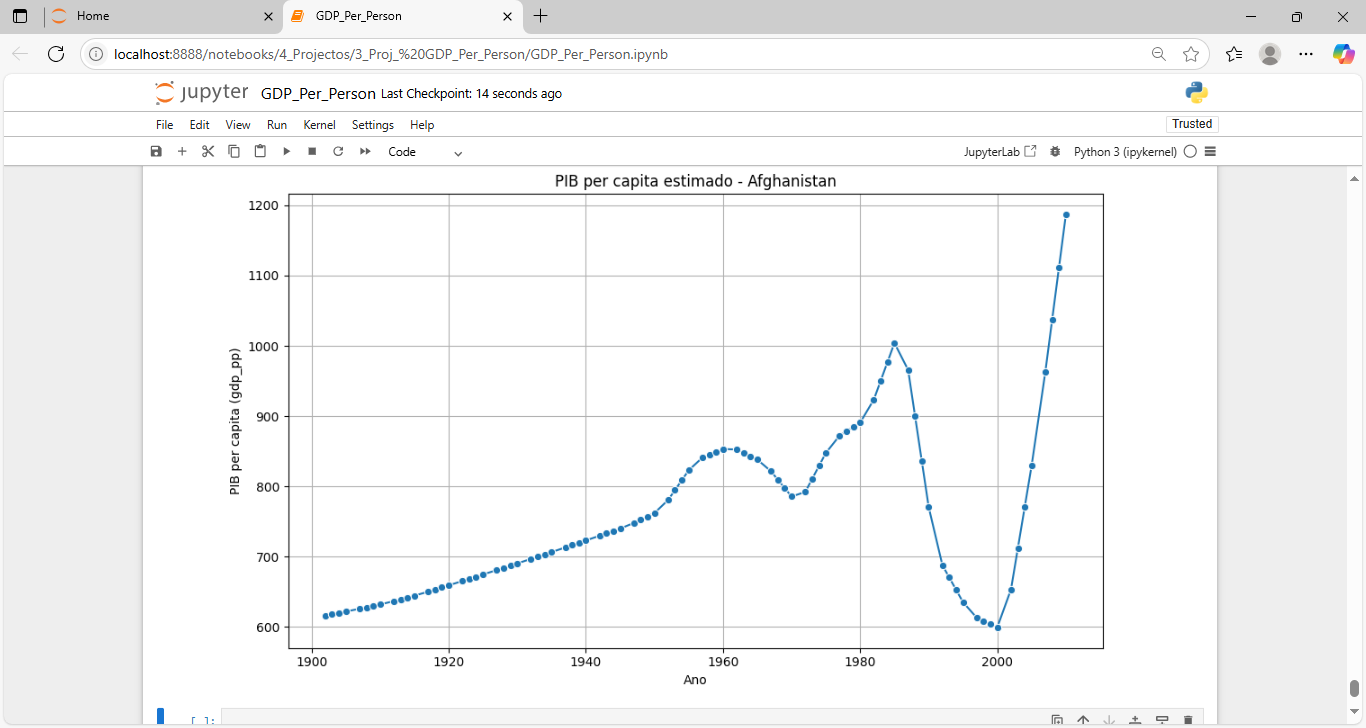 Home
GDP_Per_Person
localhost:8888/notebooks/4_Projectos/3_Proj_%20GDP_Per_Person/GDP_Per_Person.ipynb
jupyter GDP_Per_Person Last Checkpoint: 14 seconds ago
File Edit View Run Kernel Settings Help
Trusted
Code
JupyterLab
Python 3 (ipykernel)
PIB per capita estimado - Afghanistan
1200
1100
1000
900
800
700
600
PIB per capita (gdp_pp)
1900 1920 1940 1960 1980 2000
Ano
[ ]: